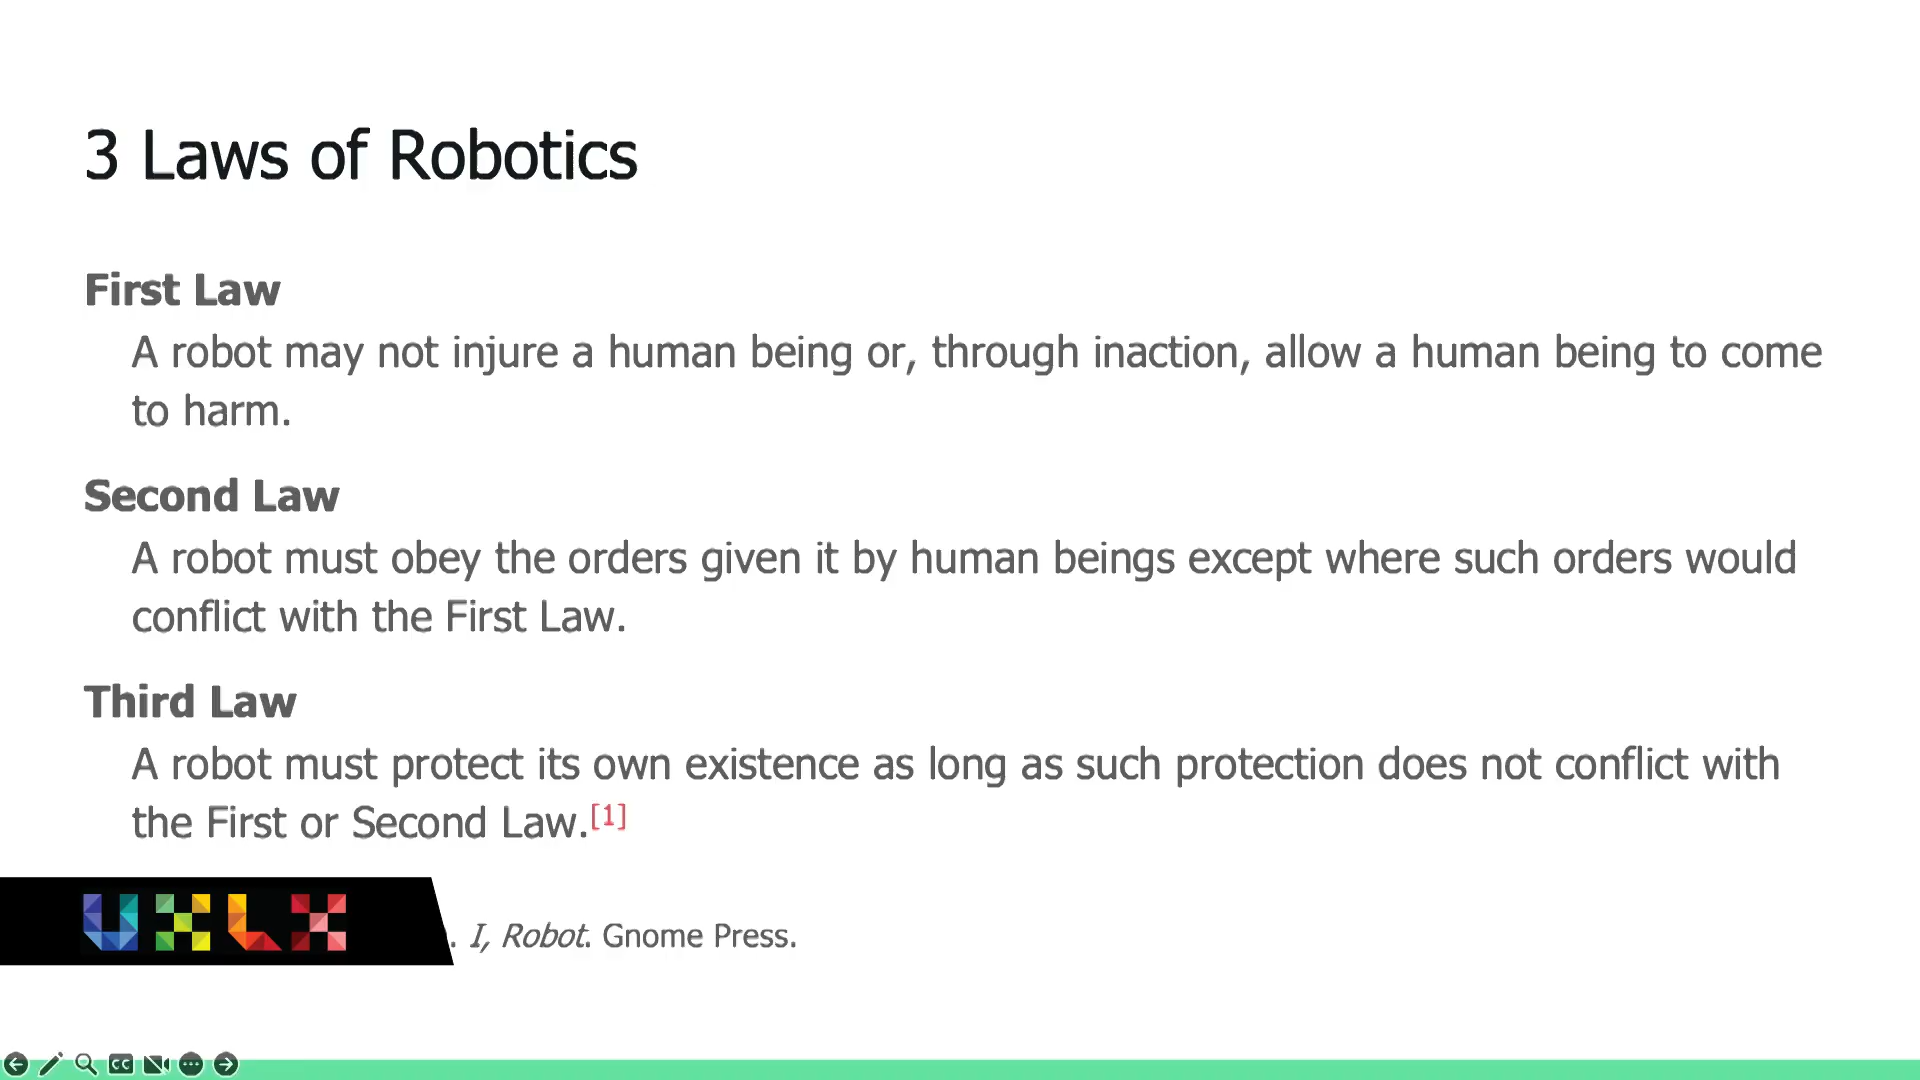 3 Laws of Robotics
First Law
A robot may not injure a human being or, through inaction, allow a human being to come
to harm.
Second Law
A robot must obey the orders given it by human beings except where such orders would
conflict with the First Law.
Third Law
A robot must protect its own existence as long as such protection does not conflict with
the First or Second Law.[1]
UXLX
. I, Robot. Gnome Press.
CC